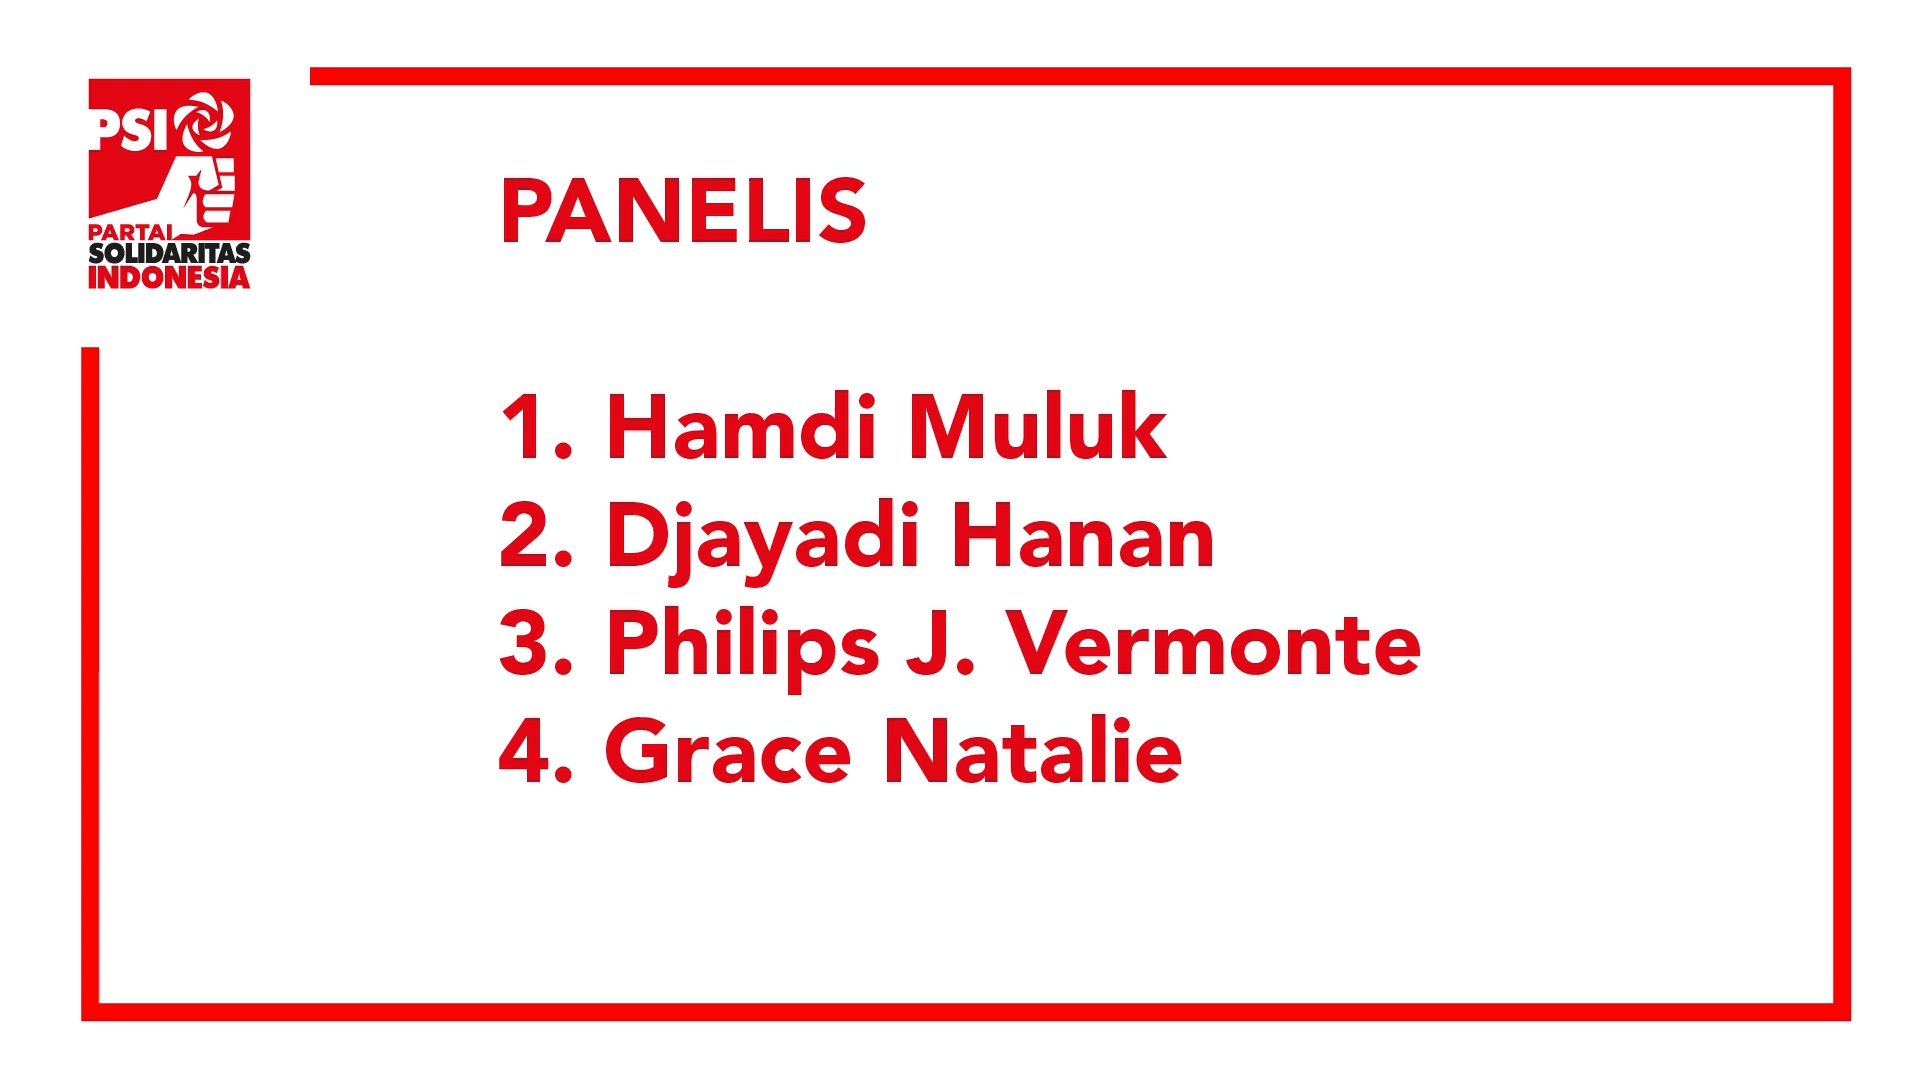 PSI
PARTAI
SOLIDARITAS
INDONESIA
PANELIS
1. Hamdi Muluk
2. Djayadi Hanan
3. Philips J. Vermonte
4. Grace Natalie